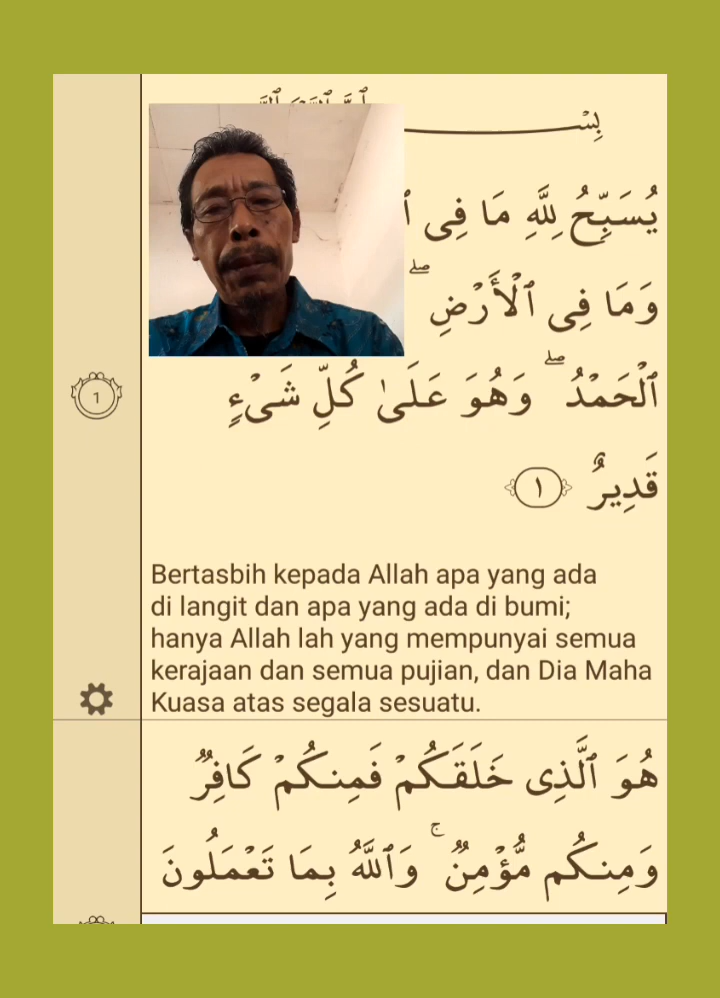 بِسْـ
يُسَبِّحُ لِلَّهِ مَا فِى
وَمَا فِى ٱلْأَرْضِ ۖ
1
ٱلْحَمْدُ ۖ وَهُوَ عَلَىٰ كُلِّ شَىْءٍ
قَدِيرٌ ١
Bertasbih kepada Allah apa yang ada
di langit dan apa yang ada di bumi;
hanya Allah lah yang mempunyai semua
kerajaan dan semua pujian, dan Dia Maha
Kuasa atas segala sesuatu.
هُوَ ٱلَّذِى خَلَقَكُمْ فَمِنكُمْ كَافِرٌ
وَمِنكُم مُّؤْمِنٌ ۚ وَٱللَّهُ بِمَا تَعْمَلُونَ